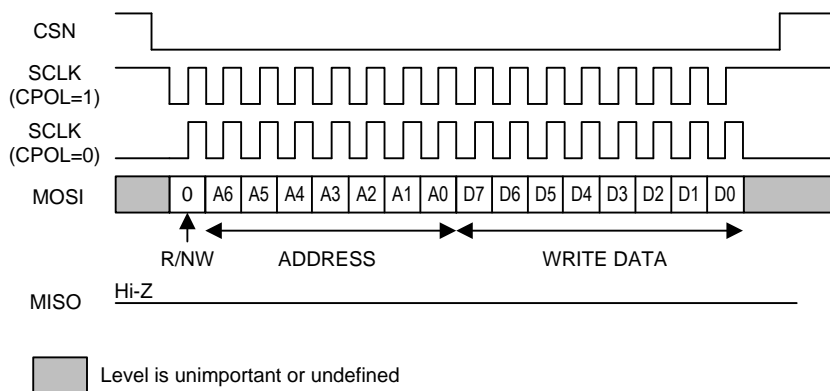 CSN
SCLK
(CPOL=1)
SCLK
(CPOL=0)
MOSI 0 A6 A5 A4 A3 A2 A1 A0 D7 D6 D5 D4 D3 D2 D1 D0
R/NW ADDRESS WRITE DATA
MISO Hi-Z
Level is unimportant or undefined